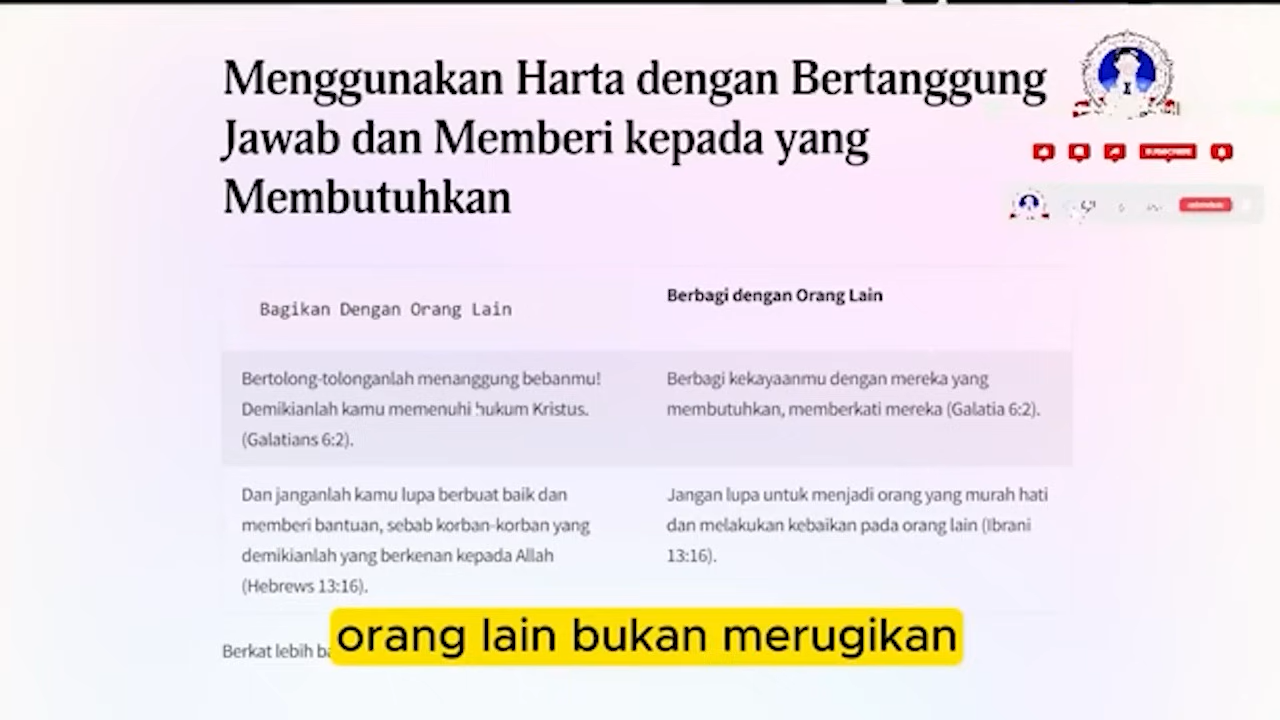 Menggunakan Harta dengan Bertanggung
Jawab dan Memberi kepada yang
Membutuhkan
Bagikan Dengan Orang Lain
Berbagi dengan Orang Lain
Bertolong-tolonganlah menanggung bebanmu!
Demikianlah kamu memenuhi hukum Kristus.
(Galatians 6:2).
Berbagi kekayaanmu dengan mereka yang
membutuhkan, memberkati mereka (Galatia 6:2).
Dan janganlah kamu lupa berbuat baik dan
memberi bantuan, sebab korban-korban yang
demikianlah yang berkenan kepada Allah
(Hebrews 13:16).
Jangan lupa untuk menjadi orang yang murah hati
dan melakukan kebaikan pada orang lain (Ibrani
13:16).
Berkat lebih
orang lain bukan merugikan
SUBSCRIBE